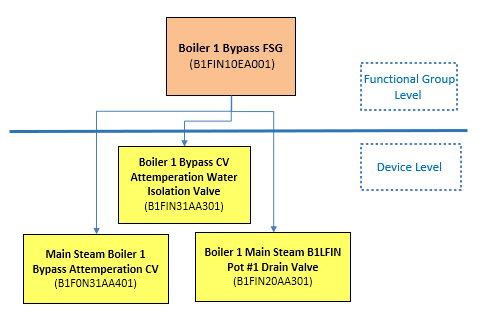 Boiler 1 Bypass FSG
(B1FIN10EA001)
Functional Group
Level
Device Level
Boiler 1 Bypass CV
Attemperation Water
Isolation Valve
(B1FIN31AA301)
Main Steam Boiler 1
Bypass Attemperation CV
(B1F0N31AA401)
Boiler 1 Main Steam B1LFIN
Pot #1 Drain Valve
(B1FIN20AA301)